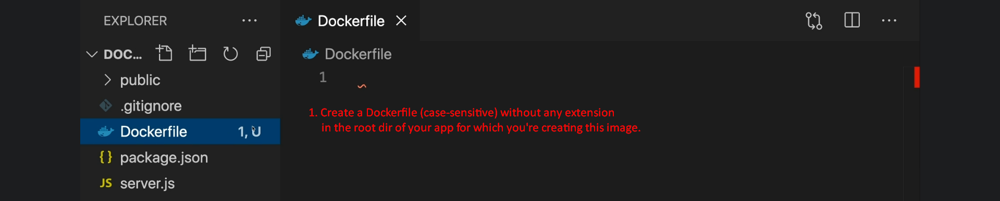 EXPLORER
DOC...
public
.gitignore
Dockerfile 1, U
package.json
JS server.js
Dockerfile
Dockerfile
1
1. Create a Dockerfile (case-sensitive) without any extension
in the root dir of your app for which you're creating this image.